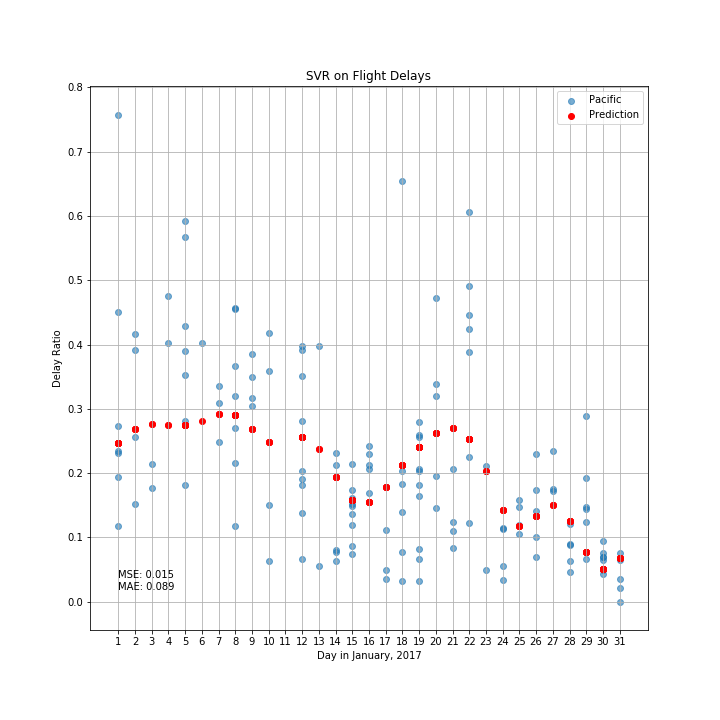 SVR on Flight Delays
Pacific
Prediction
Delay Ratio
0.8
0.7
0.6
0.5
0.4
0.3
0.2
0.1
0.0
MSE: 0.015
MAE: 0.089
1 2 3 4 5 6 7 8 9 10 11 12 13 14 15 16 17 18 19 20 21 22 23 24 25 26 27 28 29 30 31
Day in January, 2017